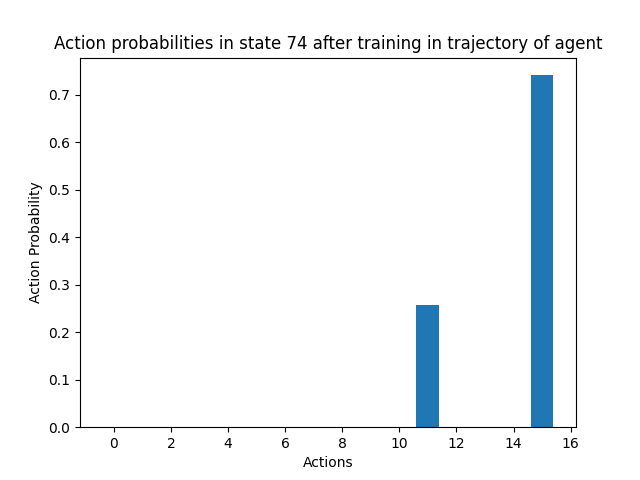 Action probabilities in state 74 after training in trajectory of agent
0.7
0.6
0.5
0.4
0.3
0.2
0.1
0.0
Action Probability
0 2 4 6 8 10 12 14 16
Actions